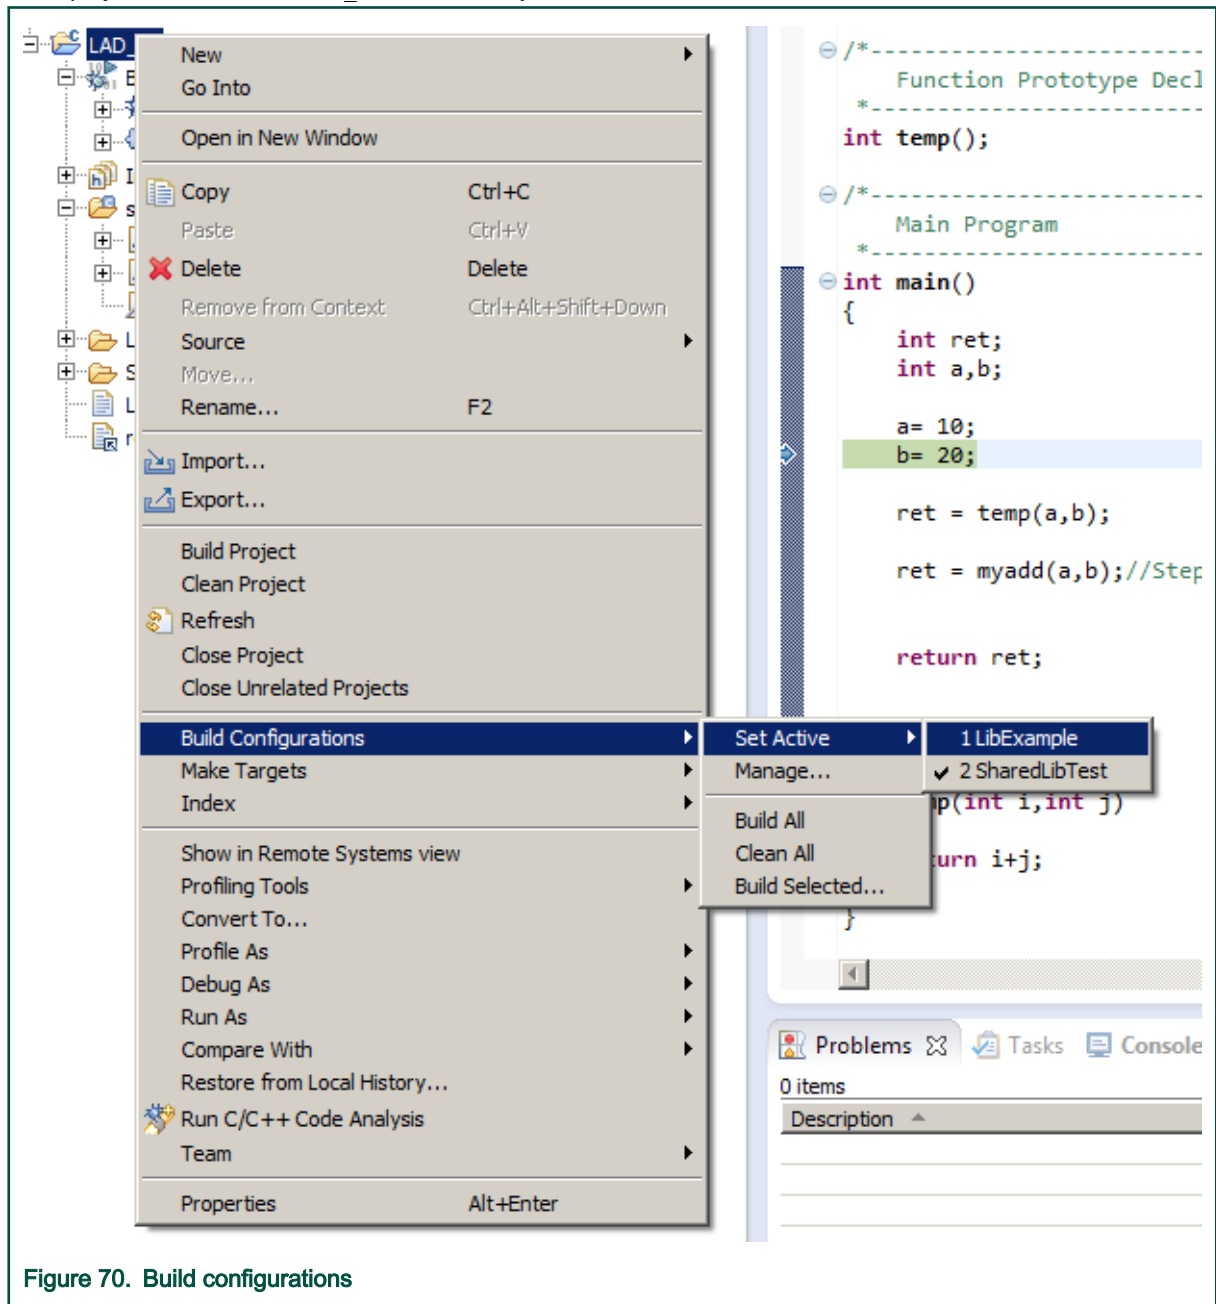 LAD_
New
Go Into
Open in New Window
Copy Ctrl+C
Paste Ctrl+V
Delete Delete
Remove from Context Ctrl+Alt+Shift+Down
Source
Move...
Rename... F2
Import...
Export...
Build Project
Clean Project
Refresh
Close Project
Close Unrelated Projects
Build Configurations
Make Targets
Index
Show in Remote Systems view
Profiling Tools
Convert To...
Profile As
Debug As
Run As
Compare With
Restore from Local History...
Run C/C++ Code Analysis
Team
Properties Alt+Enter
Set Active
Manage...
Build All
Clean All
Build Selected...
1 LibExample
2 SharedLibTest
/*-------------------------
Function Prototype Decl
*-------------------------
int temp();
/*-------------------------
Main Program
*-------------------------
int main()
{
int ret;
int a,b;
a= 10;
b= 20;
ret = temp(a,b);
ret = myadd(a,b);//Step
return ret;
mp(int i,int j)
urn i+j;
}
Problems Tasks Console
0 items
Description
Figure 70. Build configurations